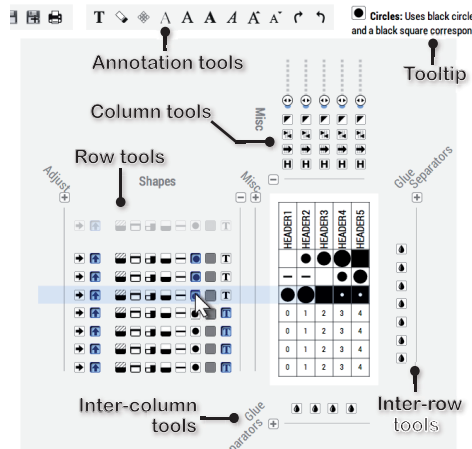 T A A A A A A
Circles: Uses black circle
and a black square correspon
Annotation tools
Tooltip
Column tools
Misc
Row tools
Adjust
Shapes
Misc
Glue
Separators
H H H H H
HEADER1 HEADER2 HEADER3 HEADER4 HEADER5
T
T
T
T
T 0 1 2 3 4
T 0 1 2 3 4
T 0 1 2 3 4
T 0 1 2 3 4
Inter-column
tools
Glue
parators
Inter-row
tools